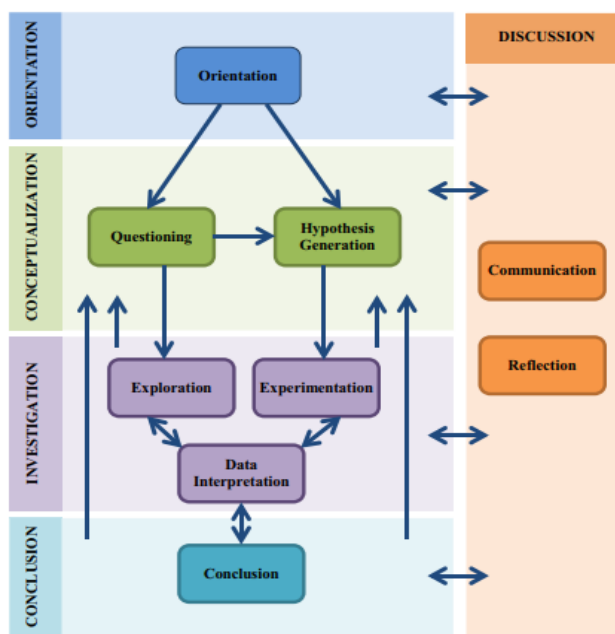 DISCUSSION
ORIENTATION
Orientation
CONCEPTUALIZATION
Questioning
Hypothesis
Generation
Communication
Reflection
INVESTIGATION
Exploration
Experimentation
Data
Interpretation
CONCLUSION
Conclusion